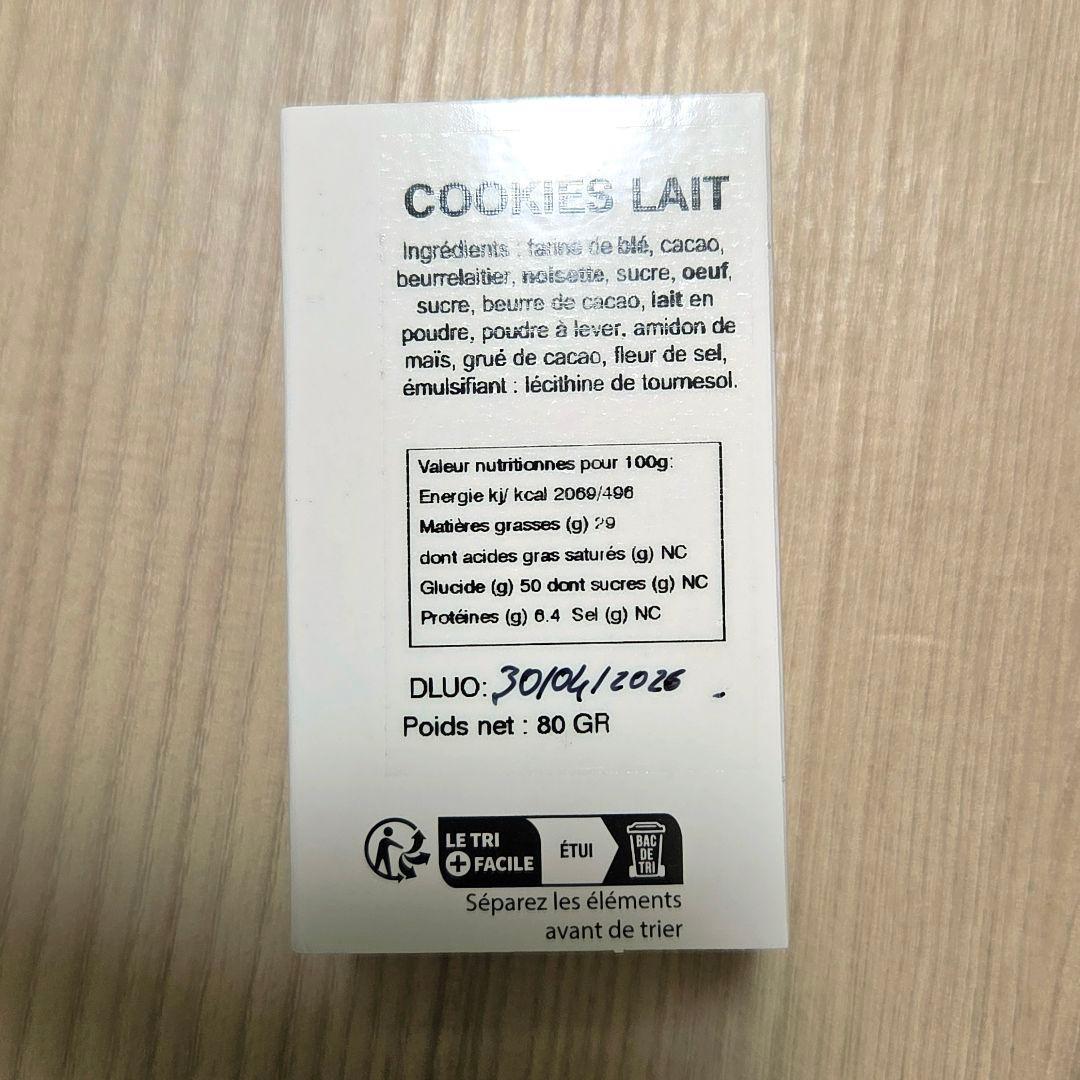 COOKIES LAIT
Ingrédients : farine de blé, cacao,
beurrelaitier, noisette, sucre, oeuf,
sucre, beurre de cacao, lait en
poudre, poudre à lever, amidon de
maïs, grué de cacao, fleur de sel,
émulsifiant : lécithine de tournesol.
Valeur nutritionnes pour 100g:
Energie kj/ kcal 2069/496
Matières grasses (g) 29
dont acides gras saturés (g) NC
Glucide (g) 50 dont sucres (g) NC
Protéines (g) 6.4 Sel (g) NC
DLUO: 30/04/2026
Poids net : 80 GR
LE TRI
+ FACILE
ÉTUI
BAC
DE
TRI
Séparez les éléments
avant de trier